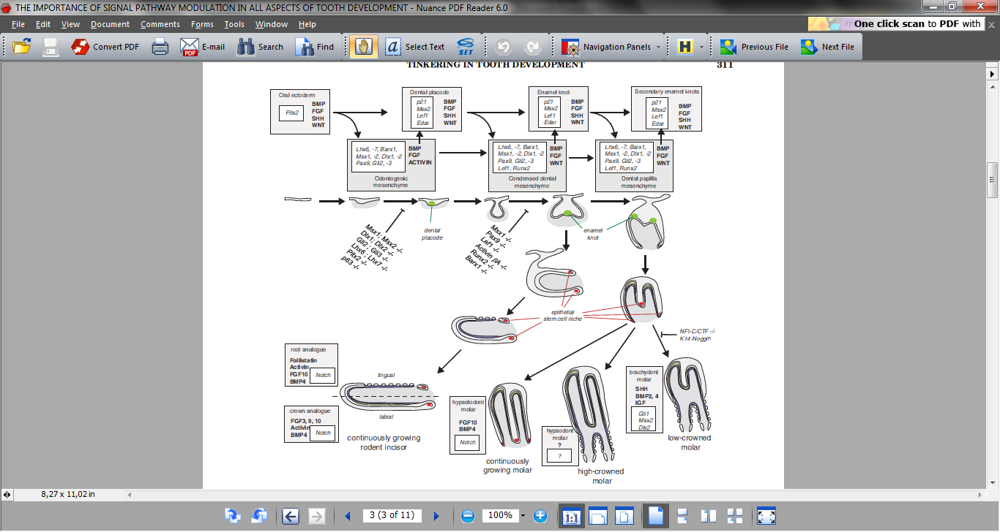 THE IMPORTANCE OF SIGNAL PATHWAY MODULATION IN ALL ASPECTS OF TOOTH DEVELOPMENT - Nuance PDF Reader 6.0
File Edit View Document Comments Forms Tools Window Help
One click scan to PDF with
Convert PDF
PDF
E-mail
Search
Find
a
Select Text
SET
Navigation Panels
H
Previous File
Next File
TINKERING IN TOOTH DEVELOPMENT
311
Oral ectoderm
Pitx2
BMP
FGF
SHH
WNT
Dental placode
p21
Msx2
Lef1
Edar
BMP
FGF
SHH
WNT
Enamel knot
p21
Msx2
Lef1
Edar
BMP
FGF
SHH
WNT
Secondary enamel knots
p21
Msx2
Lef1
Edar
BMP
FGF
SHH
WNT
Lhx6, -7, Barx1,
Msx1, -2, Dlx1, -2
Pax9, Gli2, -3
BMP
FGF
ACTIVIN
Odontogenic
mesenchyme
Lhx6, -7, Barx1,
Msx1, -2, Dlx1, -2
Pax9, Gli2, -3
Lef1, Runx2
BMP
FGF
WNT
Condensed dental
mesenchyme
Lhx6, -7, Barx1,
Msx1, -2, Dlx1, -2
Pax9, Gli2, -3
Lef1, Runx2
BMP
FGF
WNT
Dental papilla
mesenchyme
Msx1; Msx2 -/-
Dlx1; Dlx2 -/-
Gli2 ; Gli3 -/-
Lhx6 ; Lhx7 -/-
Pitx2 -/-
p63 -/-
dental
placode
Msx1 -/-
Pax9 -/-
Lef1 -/-
Activin βA -/-
Runx2 -/-
Barx1 -/-
enamel
knot
epithelial
stem cell niche
NFI-C/CTF -/-
K14-Noggin
root analogue
Follistatin
Activin
FGF10
BMP4
Notch
lingual
labial
crown analogue
FGF3, 9, 10
Activin
BMP4
Notch
continuously growing
rodent incisor
hypselodont
molar
FGF10
BMP4
Notch
continuously
growing molar
hypsodont
molar
?
?
high-crowned
molar
brachydont
molar
SHH
BMP2, 4
IGF
Gli1
Msx2
Dlx2
low-crowned
molar
8,27 x 11,02 in
3 (3 of 11)
100%
1:1